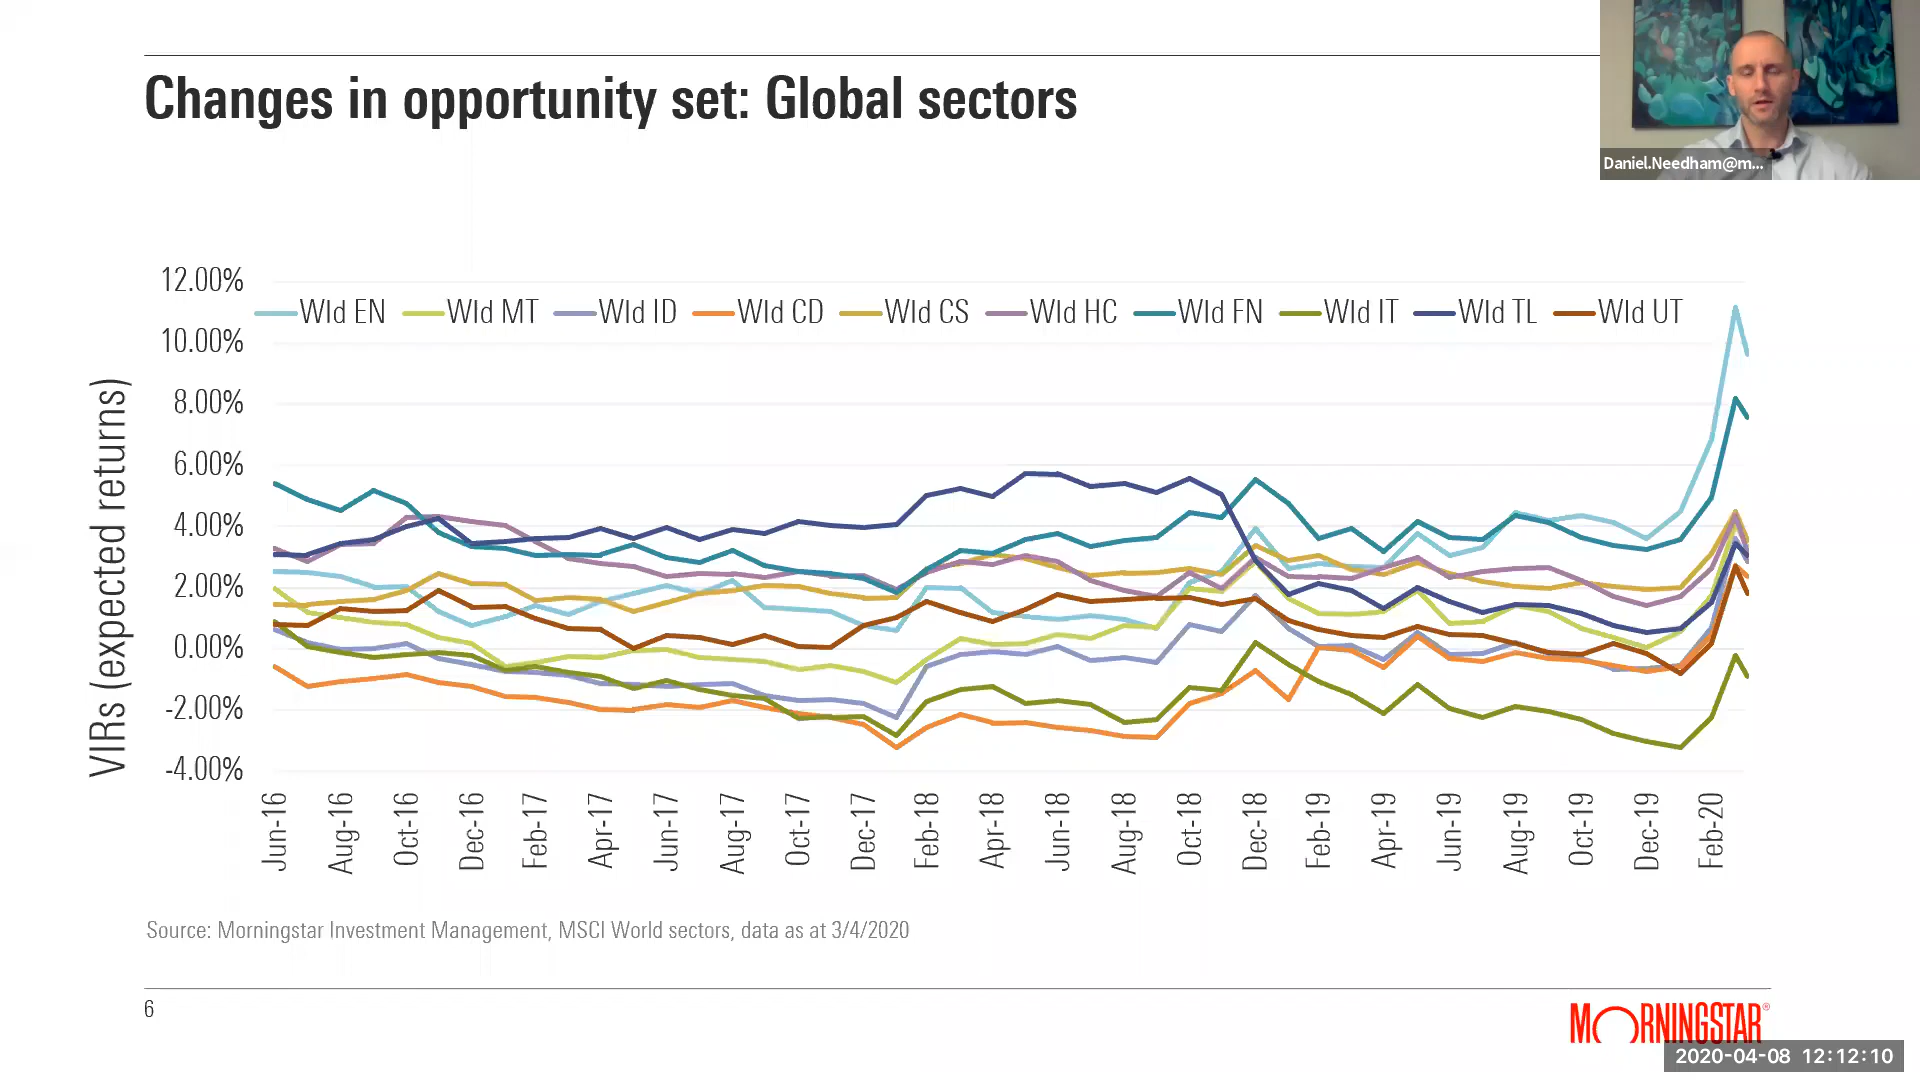 Changes in opportunity set: Global sectors
Daniel.Needham@m...
12.00%
Wld EN Wld MT Wld ID Wld CD Wld CS Wld HC Wld FN Wld IT Wld TL Wld UT
10.00%
8.00%
6.00%
4.00%
2.00%
0.00%
-2.00%
-4.00%
VIRs (expected returns)
Jun-16 Aug-16 Oct-16 Dec-16 Feb-17 Apr-17 Jun-17 Aug-17 Oct-17 Dec-17 Feb-18 Apr-18 Jun-18 Aug-18 Oct-18 Dec-18 Feb-19 Apr-19 Jun-19 Aug-19 Oct-19 Dec-19 Feb-20
Source: Morningstar Investment Management, MSCI World sectors, data as at 3/4/2020
6
MORNINGSTAR®
2020-04-08 12:12:10